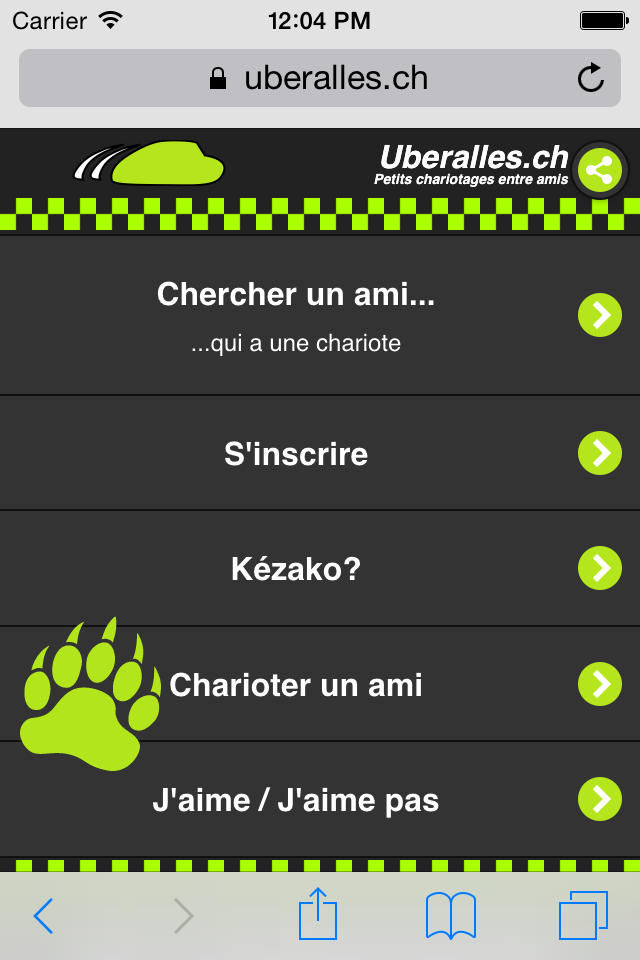 Carrier
12:04 PM
uberalles.ch
Uberalles.ch
Petits chariotages entre amis
Chercher un ami...
...qui a une chariote
S'inscrire
Kézako?
Charioter un ami
J'aime / J'aime pas